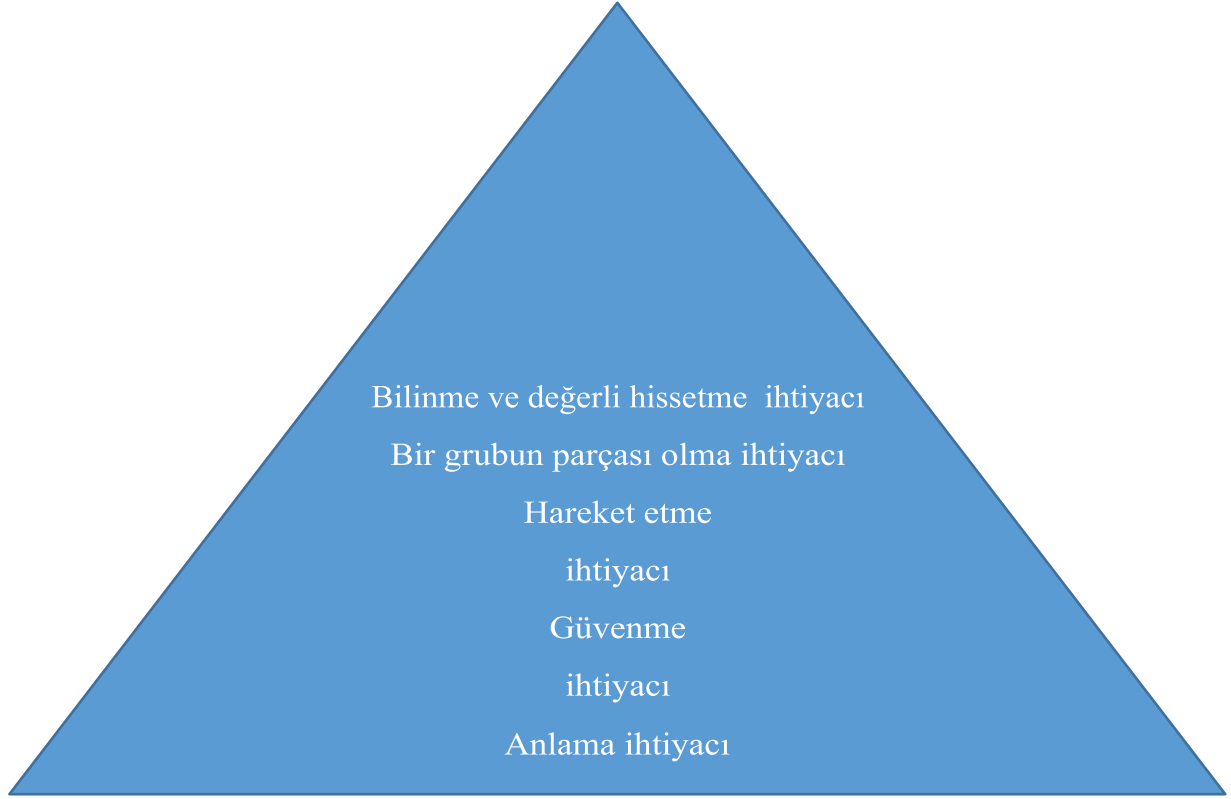 Bilinme ve değerli hissetme  ihtiyacı
Bir grubun parçası olma ihtiyacı
Hareket etme
ihtiyacı
Güvenme
ihtiyacı
Anlama ihtiyacı